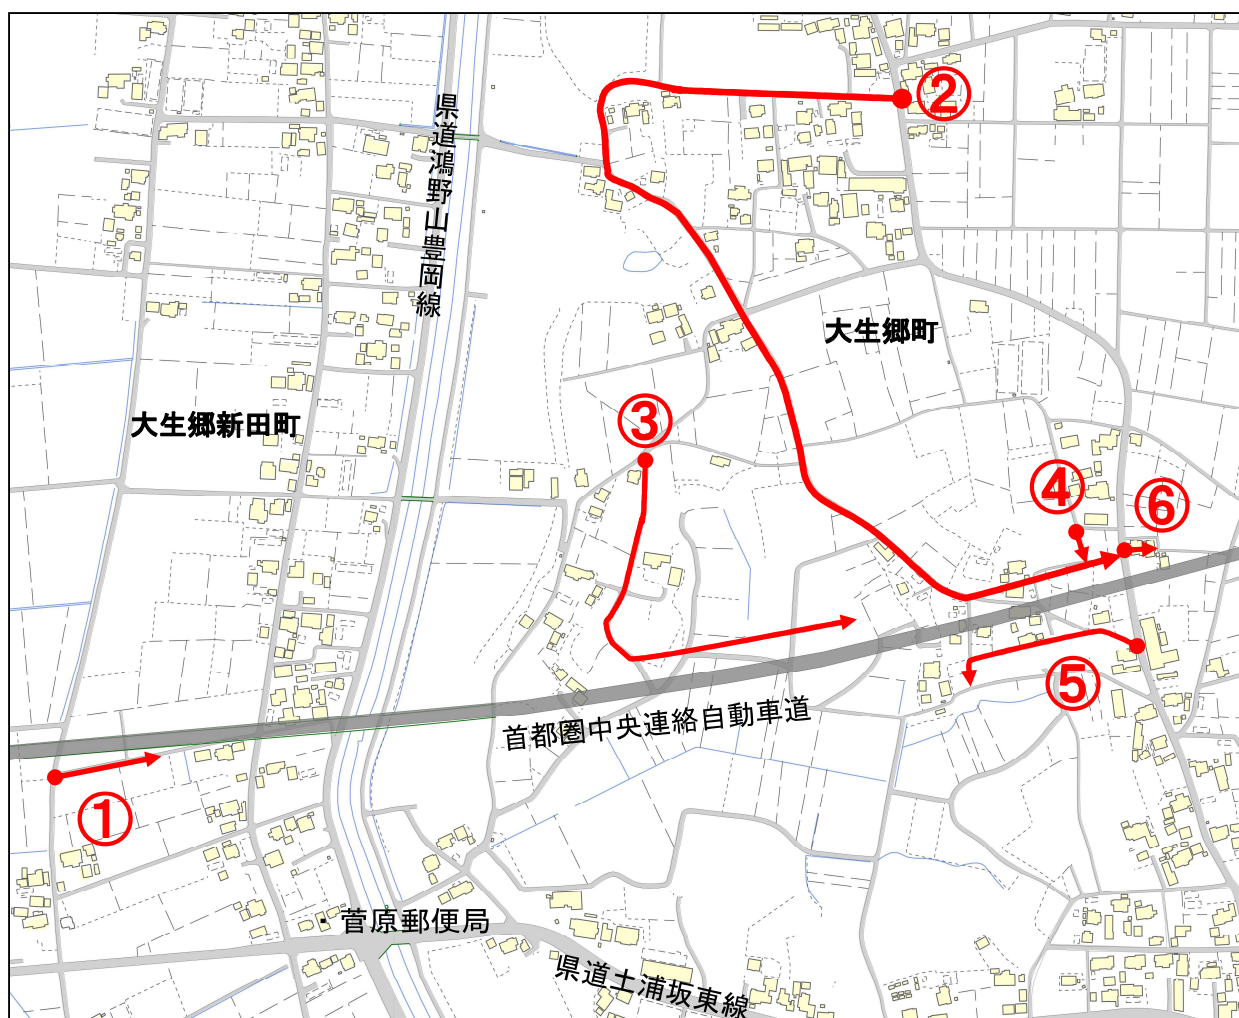 ②
県道鴻野山豊岡線
大生郷町
③
大生郷新田町
④
⑥
⑤
首都圏中央連絡自動車道
①
菅原郵便局
県道土浦坂東線